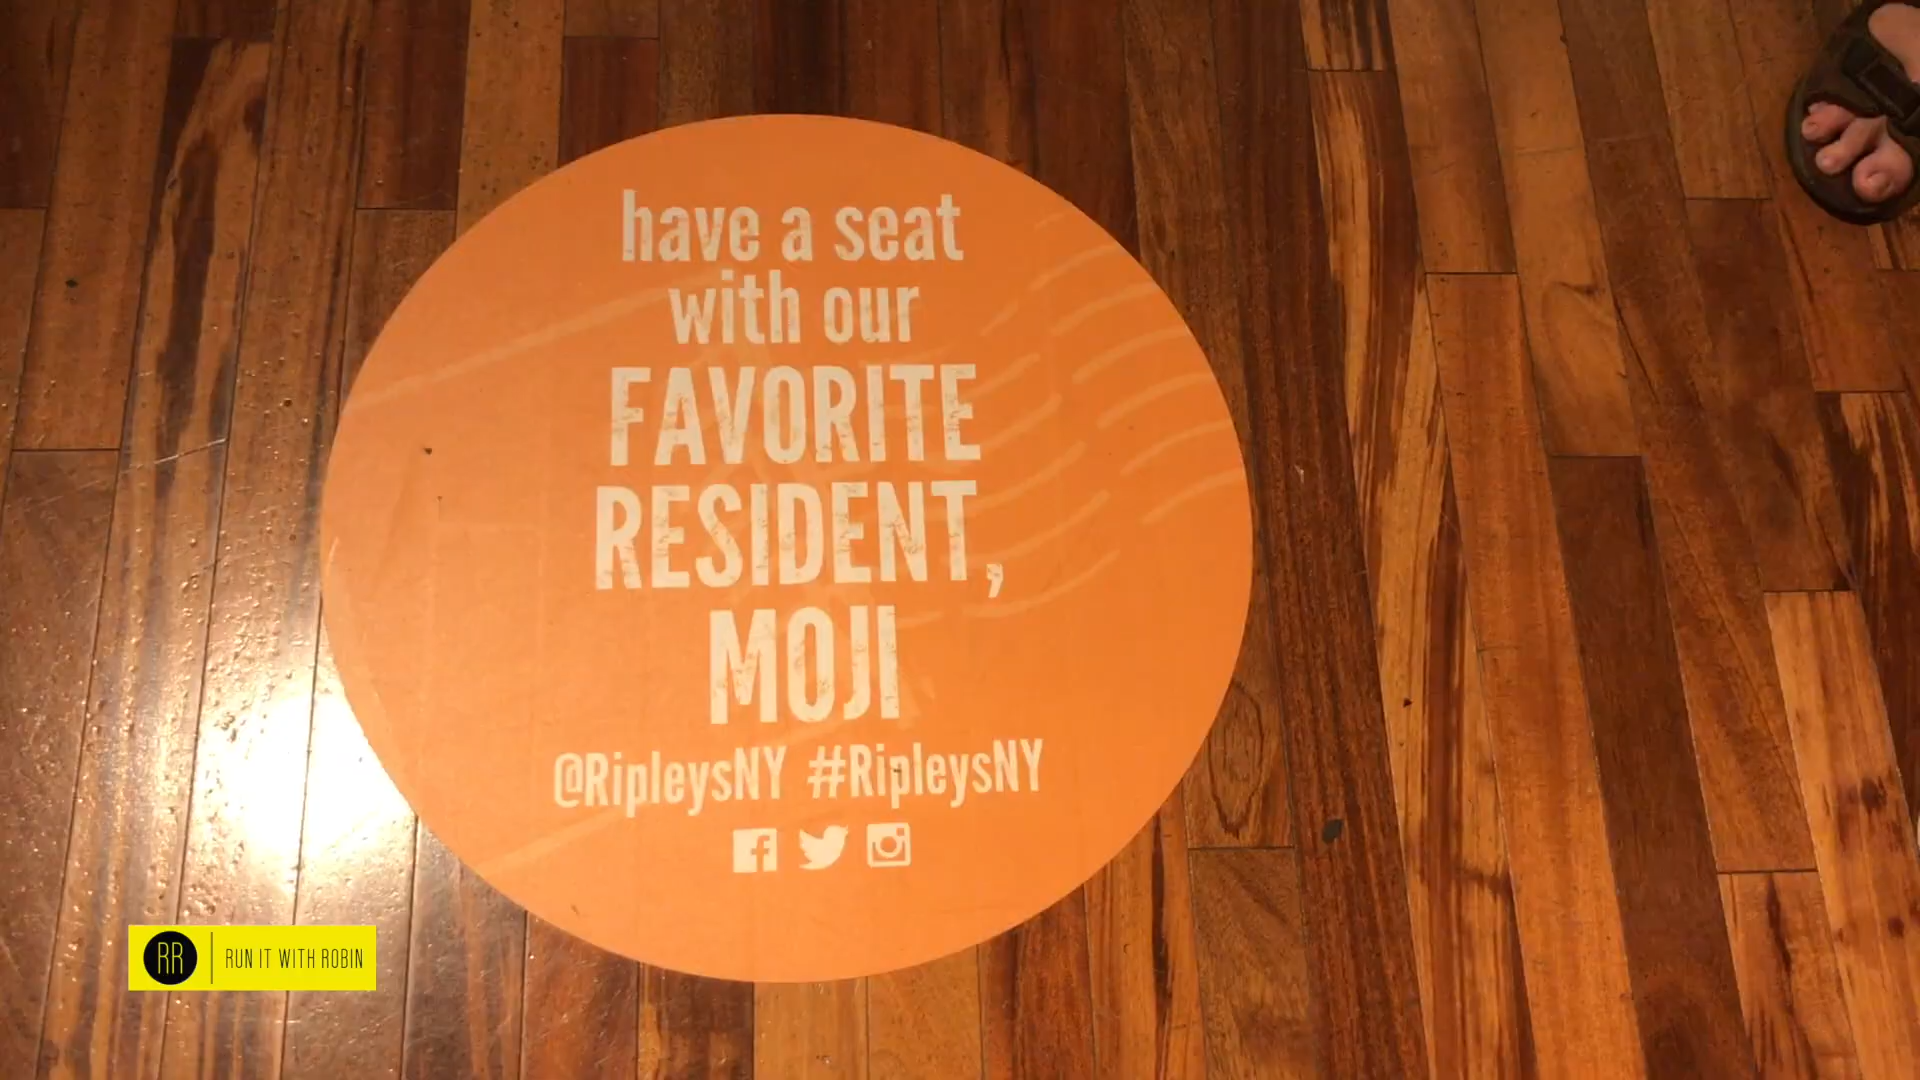 have a seat
with our
FAVORITE
RESIDENT,
MOJI
@RipleysNY #RipleysNY
RR RUN IT WITH ROBIN